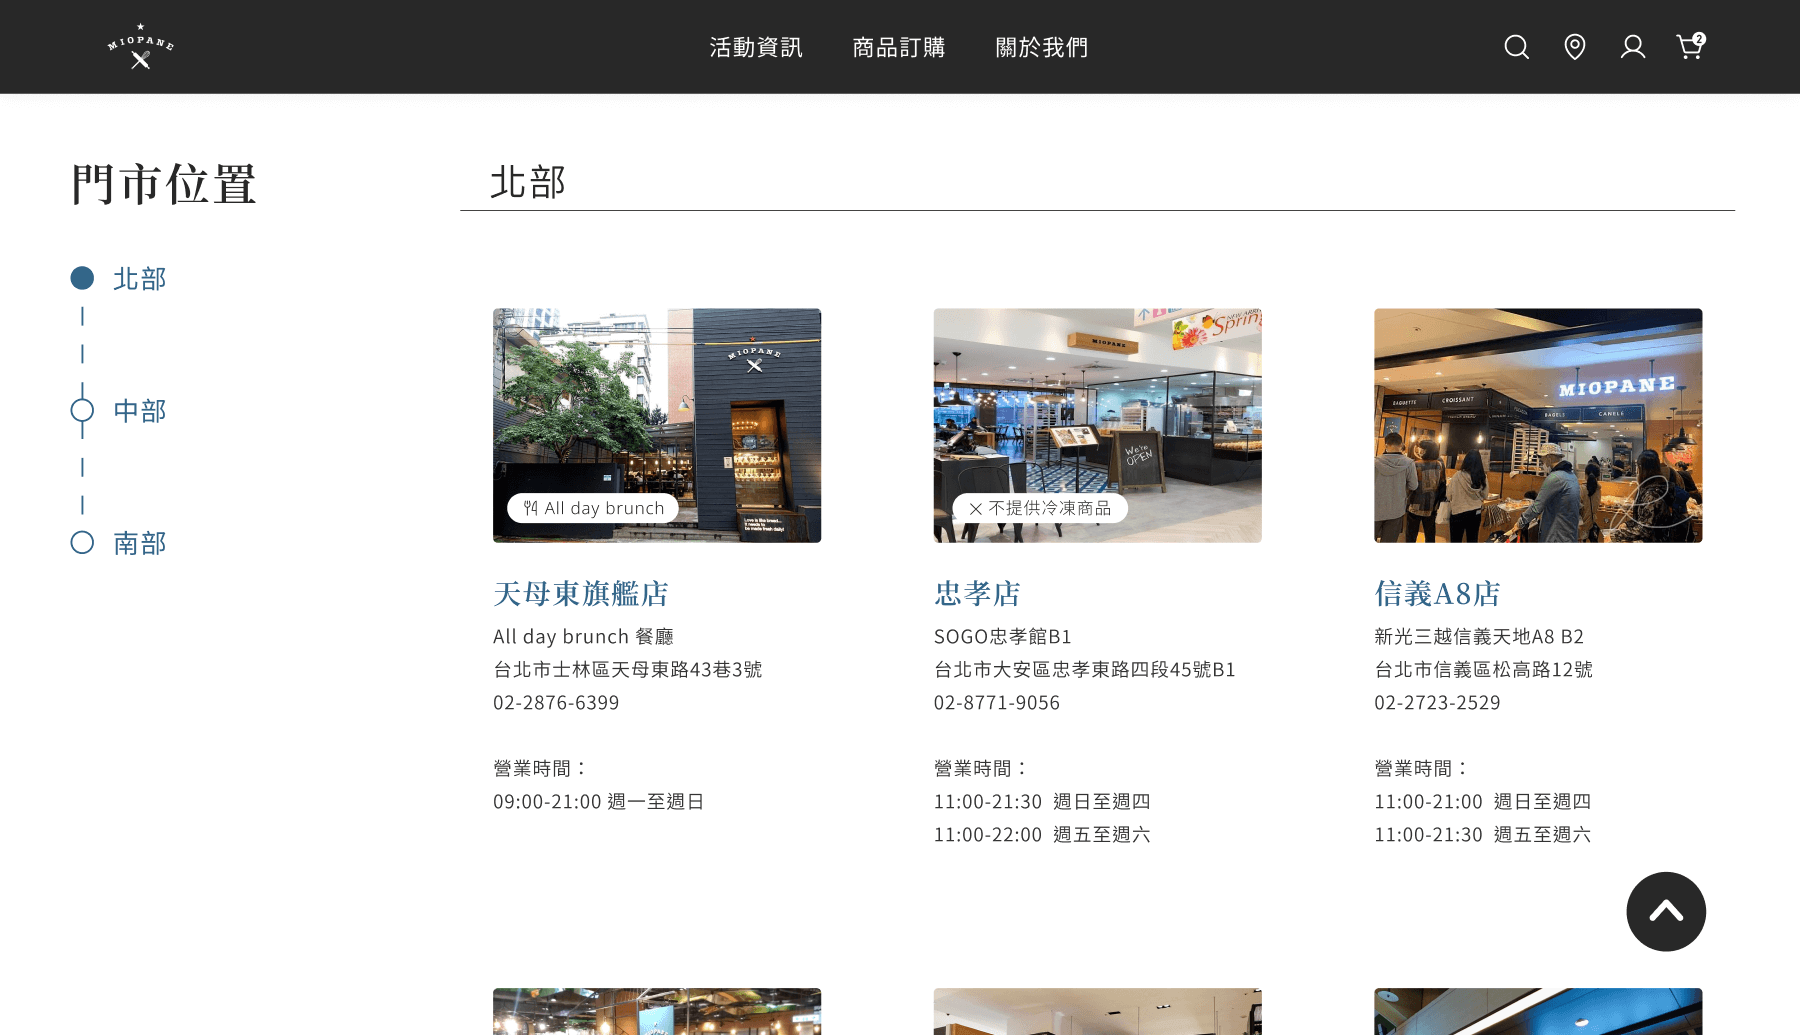 MIOPANE
活動資訊
商品訂購
關於我們
2
門市位置
北部
中部
南部
北部
MIOPANE
All day brunch
天母東旗艦店
All day brunch 餐廳
台北市士林區天母東路43巷3號
02-2876-6399
營業時間：
09:00-21:00 週一至週日
NEW ARRI
Spring
MIOPANE
We're
OPEN
不提供冷凍商品
忠孝店
SOGO忠孝館B1
台北市大安區忠孝東路四段45號B1
02-8771-9056
營業時間：
11:00-21:30 週日至週四
11:00-22:00 週五至週六
MIOPANE
BAGUETTE
CROISSANT
BAGELS
CANELÉ
信義A8店
新光三越信義天地A8 B2
台北市信義區松高路12號
02-2723-2529
營業時間：
11:00-21:00 週日至週四
11:00-21:30 週五至週六